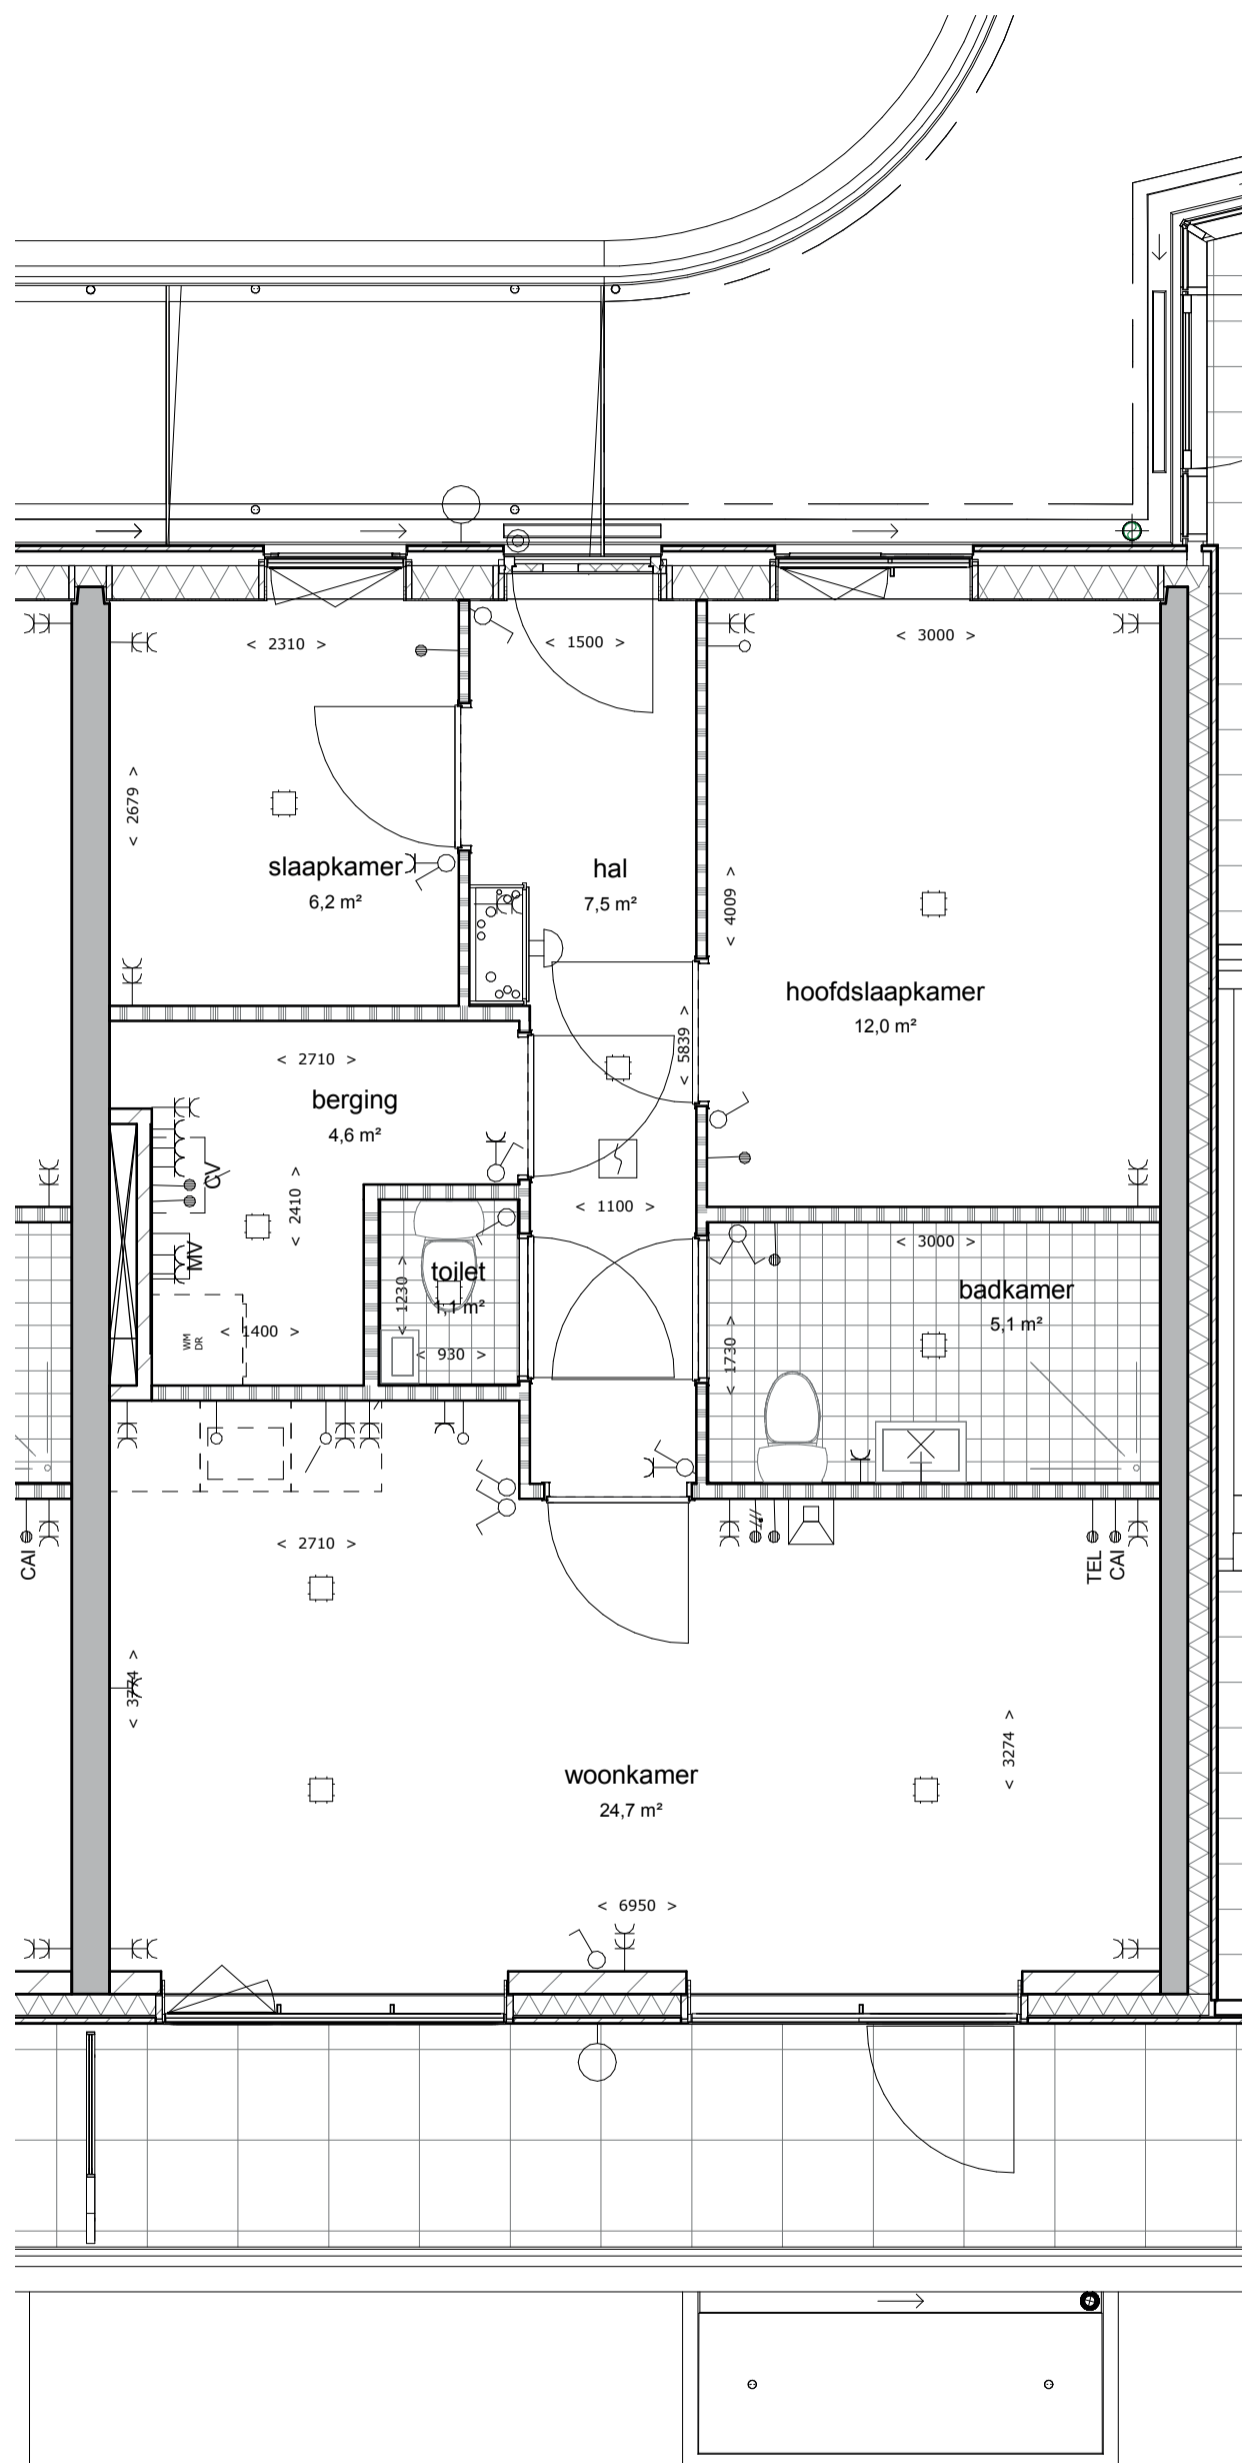 < 2310 >
< 1500 >
< 3000 >
< 2679 >
slaapkamer
6,2 m²
hal
7,5 m²
< 4009 >
hoofdslaapkamer
12,0 m²
< 5839 >
< 2710 >
berging
4,6 m²
CV
< 2410 >
< 1100 >
MV
< 3000 >
toilet
1,1 m²
< 1230 >
badkamer
5,1 m²
WM
DR
< 1400 >
< 930 >
< 1730 >
< 2710 >
CAI
TEL
CAI
< 3774 >
< 3274 >
woonkamer
24,7 m²
< 6950 >